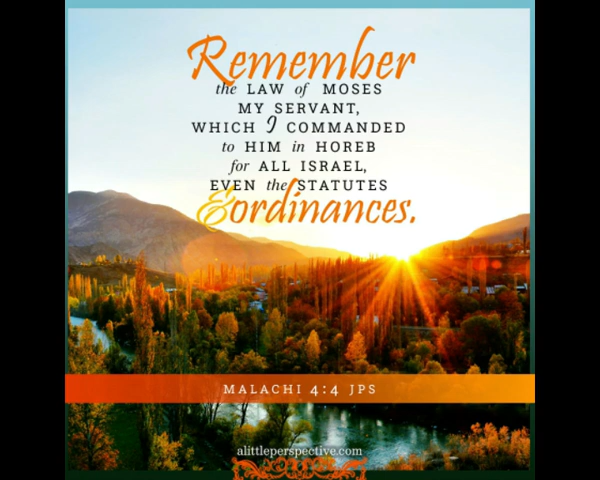 Remember
the LAW of MOSES
MY SERVANT,
WHICH I COMMANDED
to HIM in HOREB
for ALL ISRAEL,
EVEN the STATUTES
& ordinances.
MALACHI 4:4 JPS
alittleperspective.com